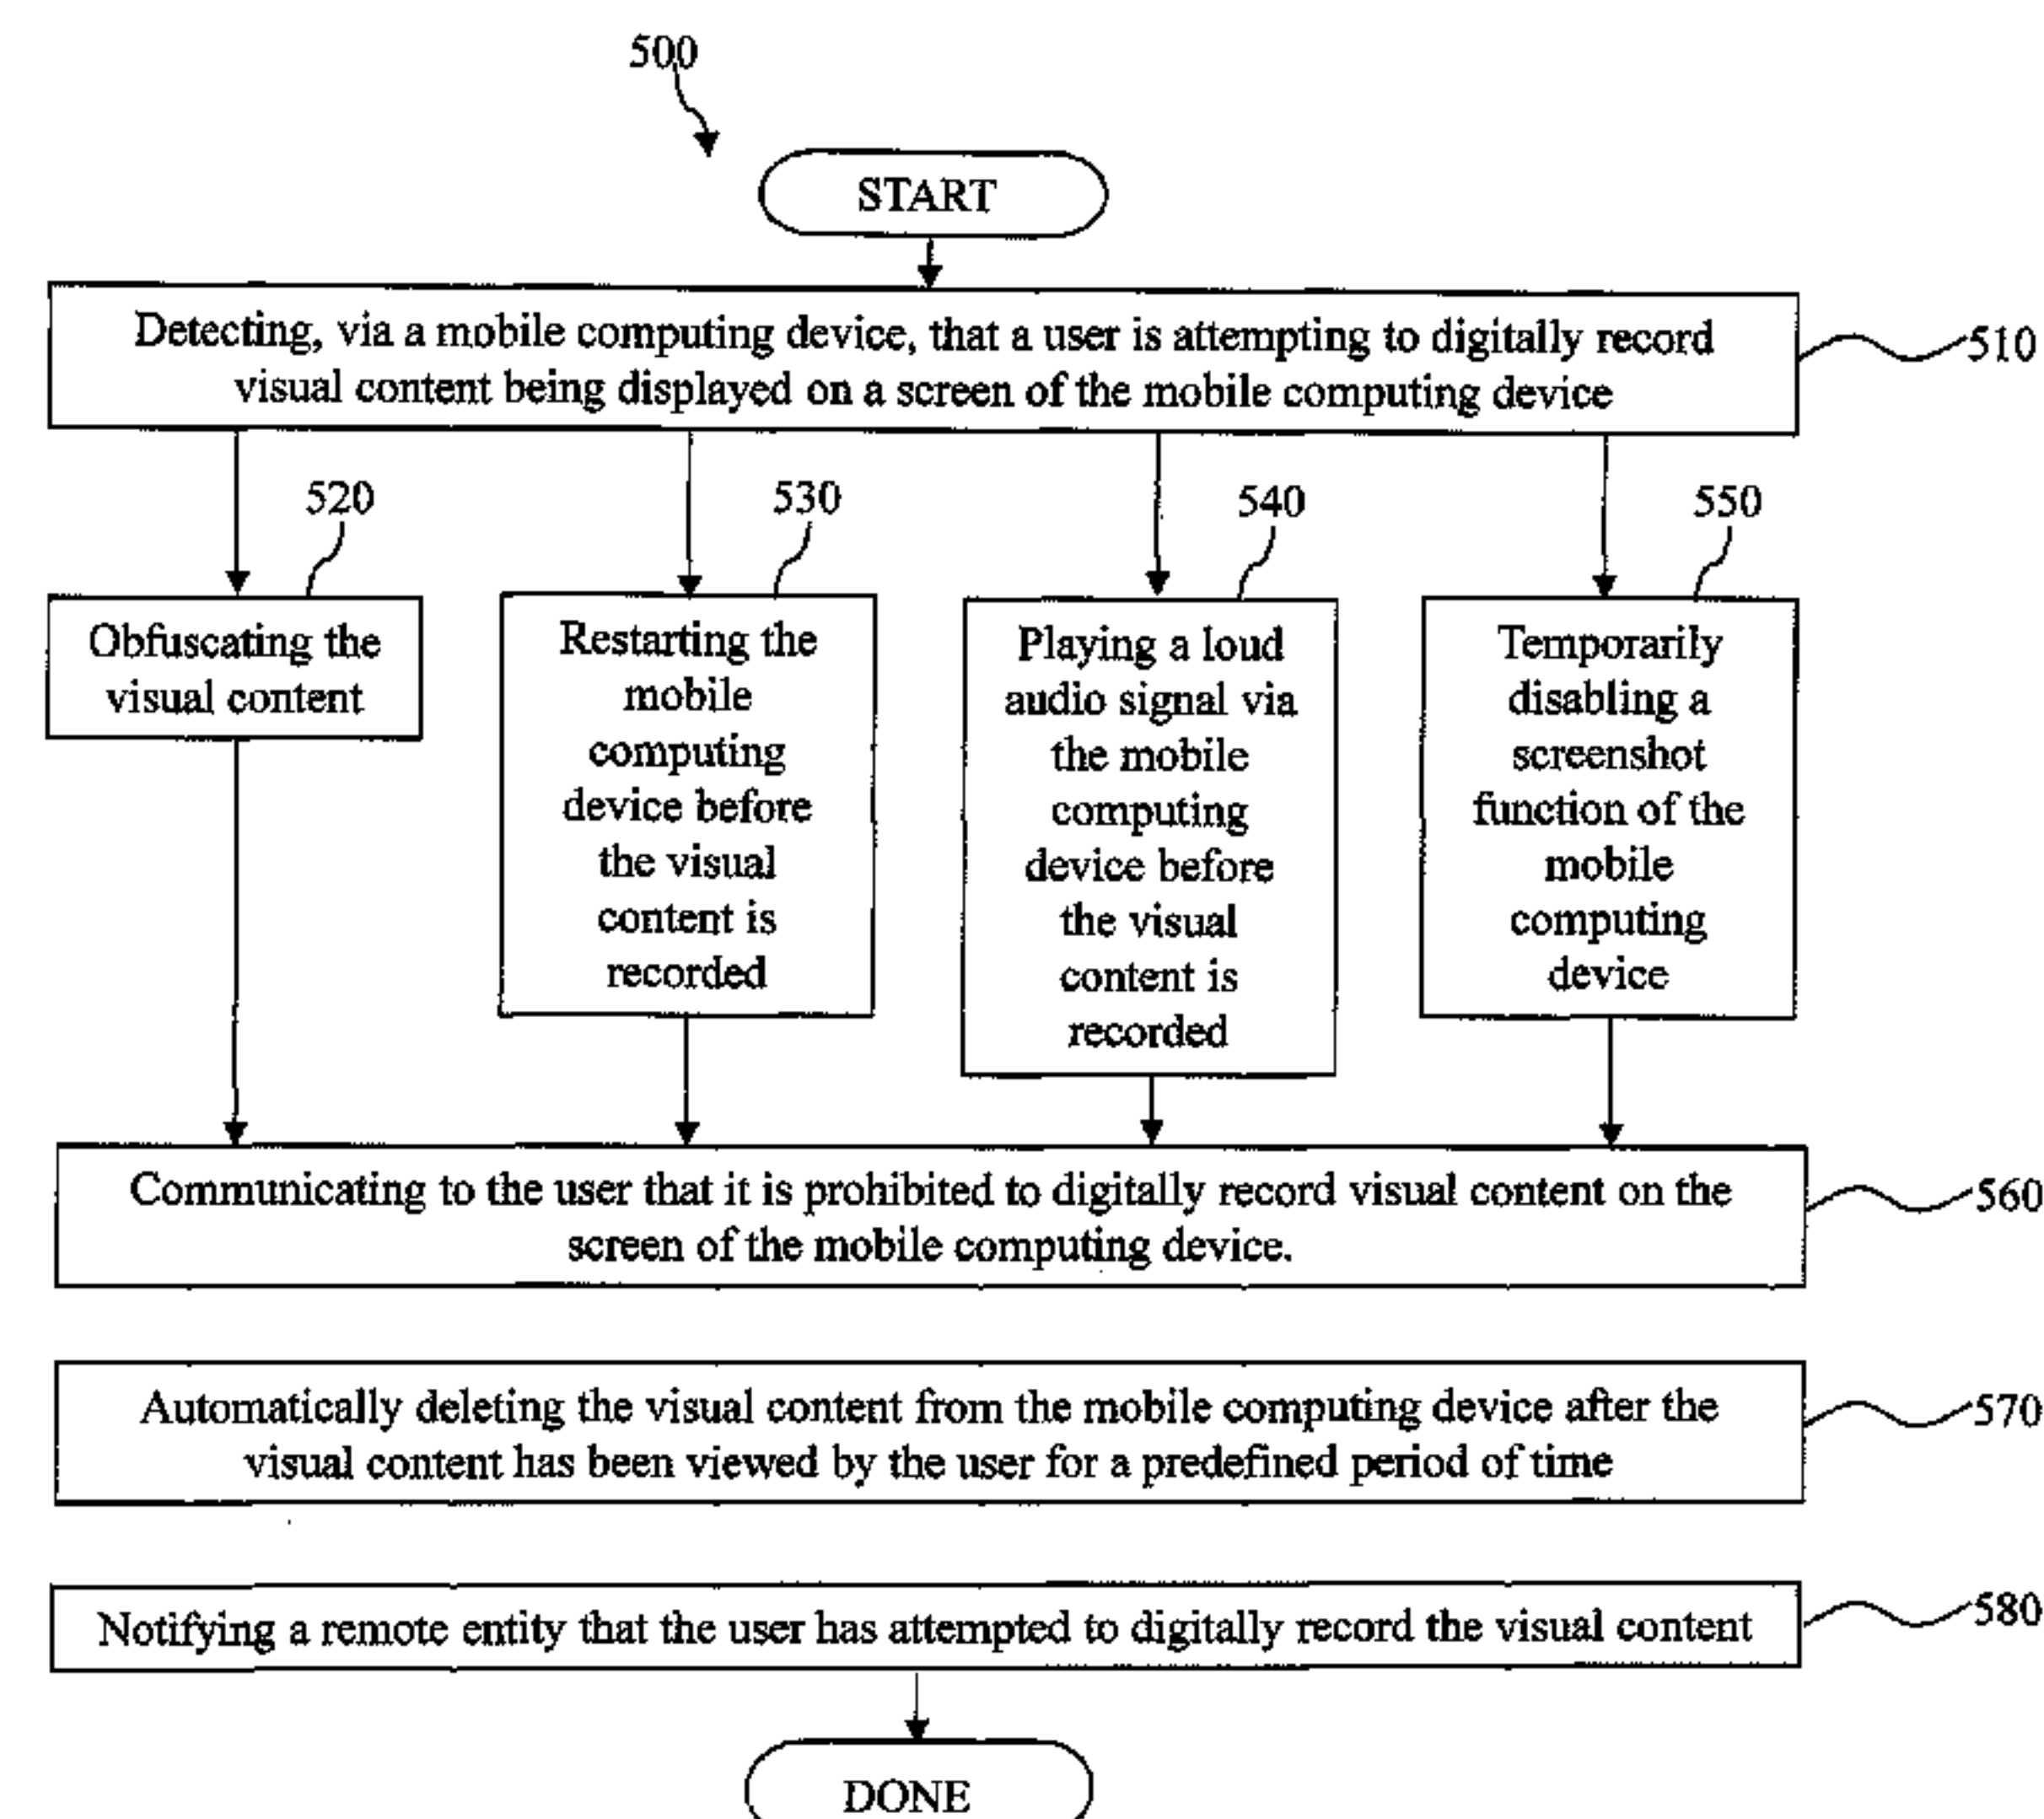 500
START
Detecting, via a mobile computing device, that a user is attempting to digitally record
visual content being displayed on a screen of the mobile computing device
510
520
Obfuscating the
visual content
530
Restarting the
mobile
computing
device before
the visual
content is
recorded
540
Playing a loud
audio signal via
the mobile
computing
device before
the visual
content is
recorded
550
Temporarily
disabling a
screenshot
function of the
mobile
computing
device
Communicating to the user that it is prohibited to digitally record visual content on the
screen of the mobile computing device.
560
Automatically deleting the visual content from the mobile computing device after the
visual content has been viewed by the user for a predefined period of time
570
Notifying a remote entity that the user has attempted to digitally record the visual content
580
DONE